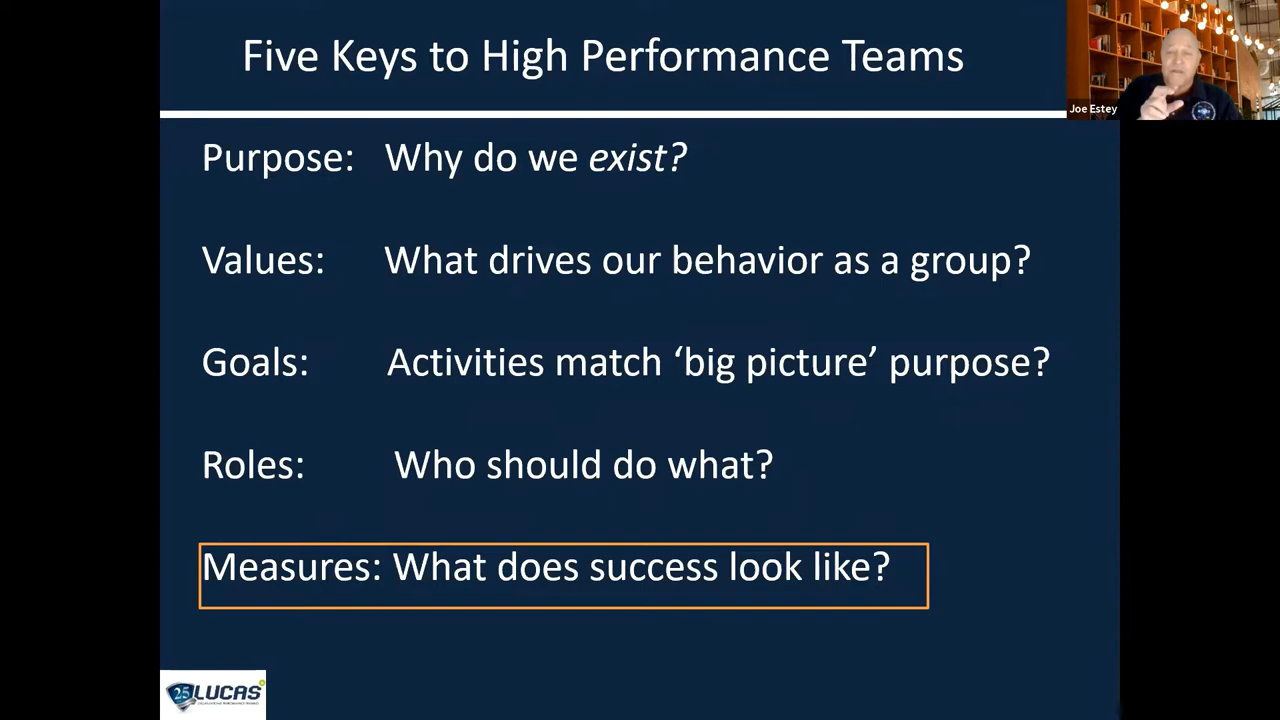 Five Keys to High Performance Teams
Joe Estey
Purpose: Why do we exist?
Values: What drives our behavior as a group?
Goals: Activities match ‘big picture’ purpose?
Roles: Who should do what?
Measures: What does success look like?
25 LUCAS